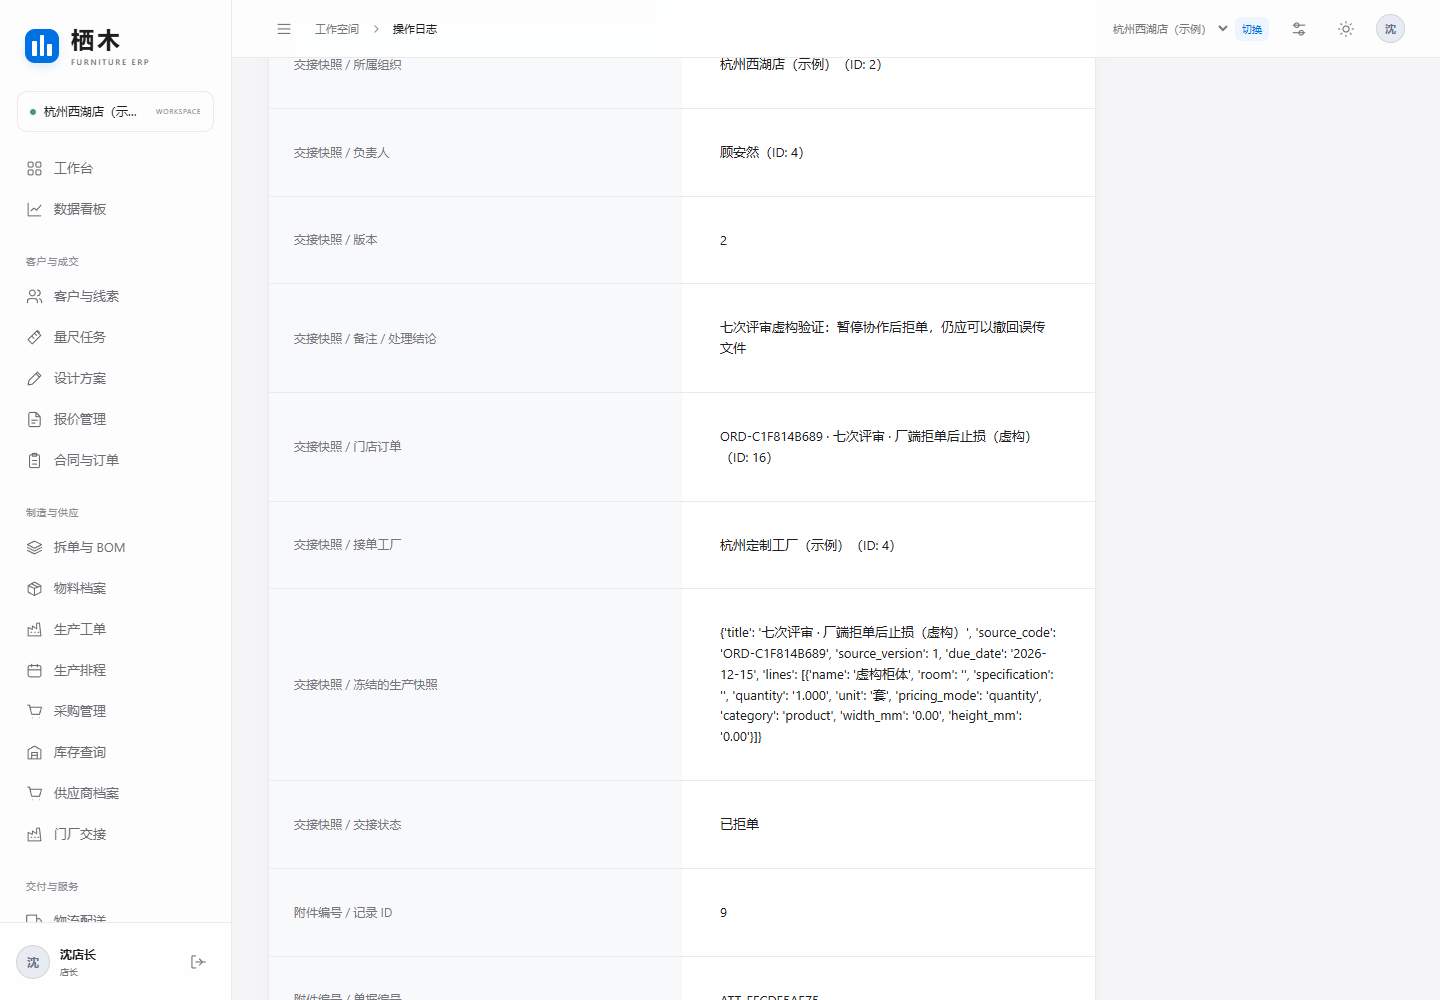 栖木
FURNITURE ERP
杭州西湖店（示...
WORKSPACE
工作台
数据看板
客户与成交
客户与线索
量尺任务
设计方案
报价管理
合同与订单
制造与供应
拆单与 BOM
物料档案
生产工单
生产排程
采购管理
库存查询
供应商档案
门厂交接
交付与服务
物流配送
沈
沈店长
店长
工作空间
操作日志
杭州西湖店（示例）
切换
沈
交接快照 / 所属组织
杭州西湖店（示例）（ID: 2）
交接快照 / 负责人
顾安然（ID: 4）
交接快照 / 版本
2
交接快照 / 备注 / 处理结论
七次评审虚构验证：暂停协作后拒单，仍应可以撤回误传
文件
交接快照 / 门店订单
ORD-C1F814B689 · 七次评审 · 厂端拒单后止损（虚构）
（ID: 16）
交接快照 / 接单工厂
杭州定制工厂（示例）（ID: 4）
交接快照 / 冻结的生产快照
{'title': '七次评审 · 厂端拒单后止损（虚构）', 'source_code':
'ORD-C1F814B689', 'source_version': 1, 'due_date': '2026-
12-15', 'lines': [{'name': '虚构柜体', 'room': '', 'specification':
'', 'quantity': '1.000', 'unit': '套', 'pricing_mode': 'quantity',
'category': 'product', 'width_mm': '0.00', 'height_mm':
'0.00'}]}
交接快照 / 交接状态
已拒单
附件编号 / 记录 ID
9
附件编号 / 单据编号